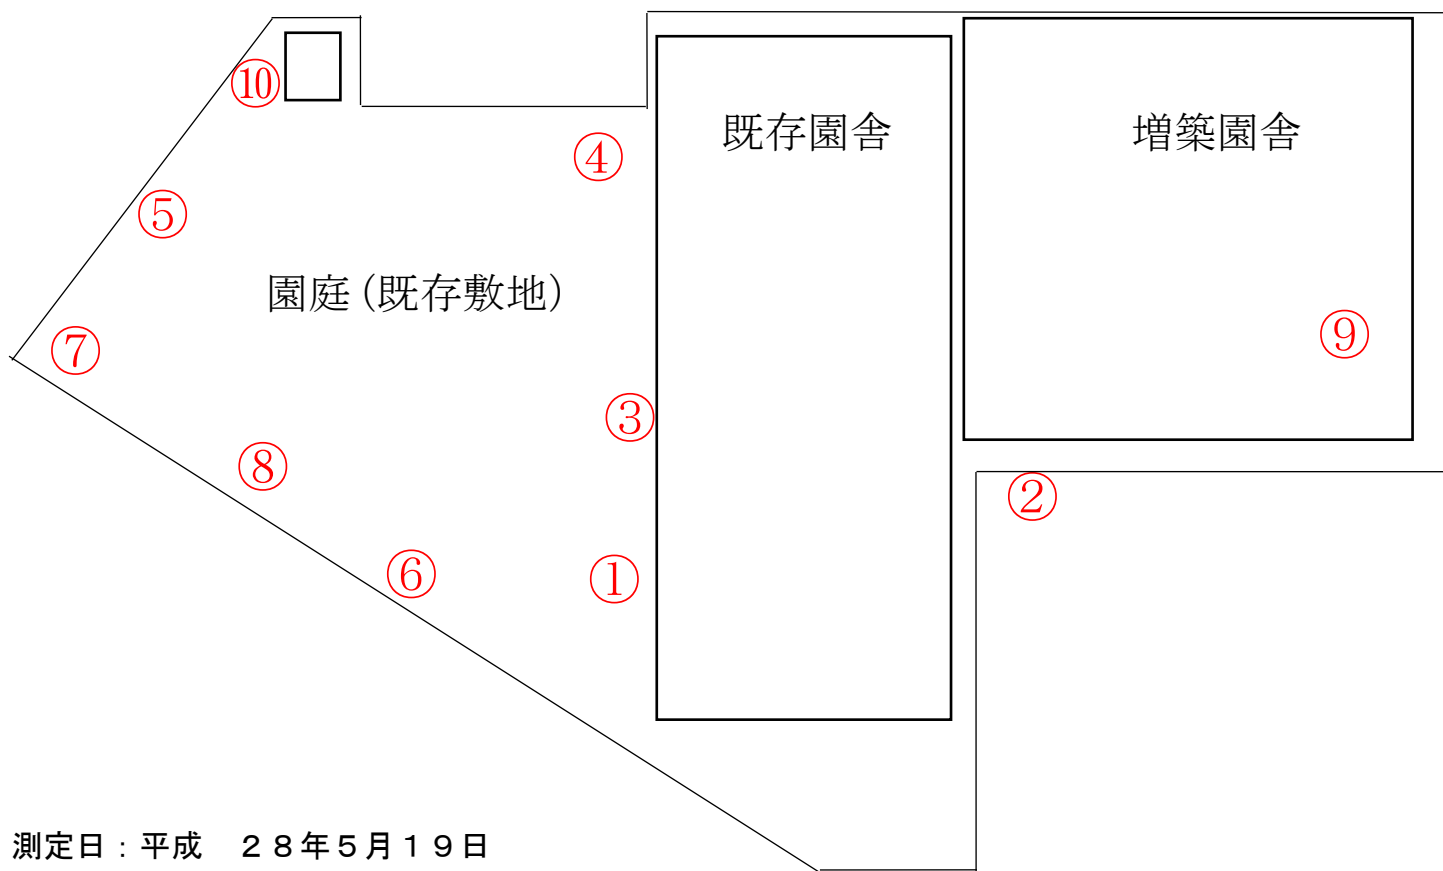 ⑩
既存園舎
増築園舎
④
⑤
園庭(既存敷地)
⑨
⑦
③
⑧
②
⑥
①
測定日：平成　２８年５月１９日